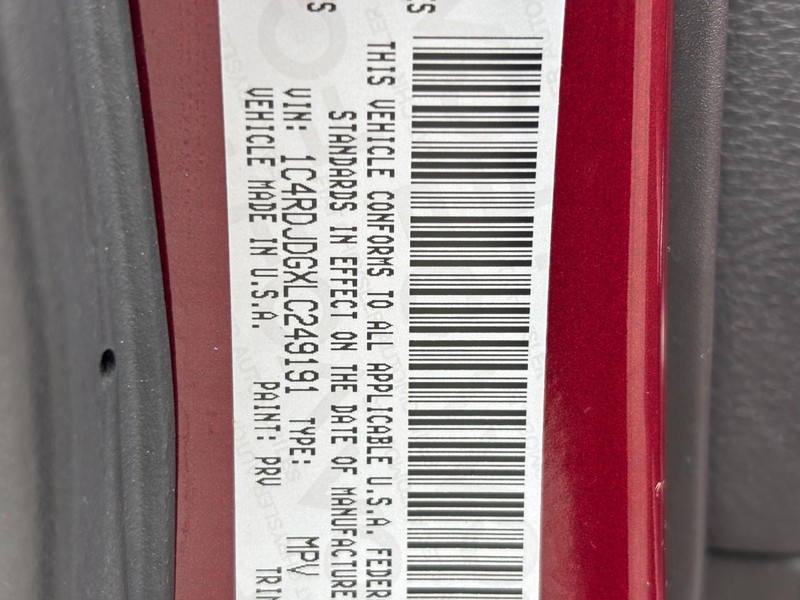 THIS VEHICLE CONFORMS TO ALL APPLICABLE U.S.A. FEDER
STANDARDS IN EFFECT ON THE DATE OF MANUFACTURE
VIN: 1C4RDJDGXLC249191 TYPE: MPV
VEHICLE MADE IN U.S.A. PAINT: PRV TRIM